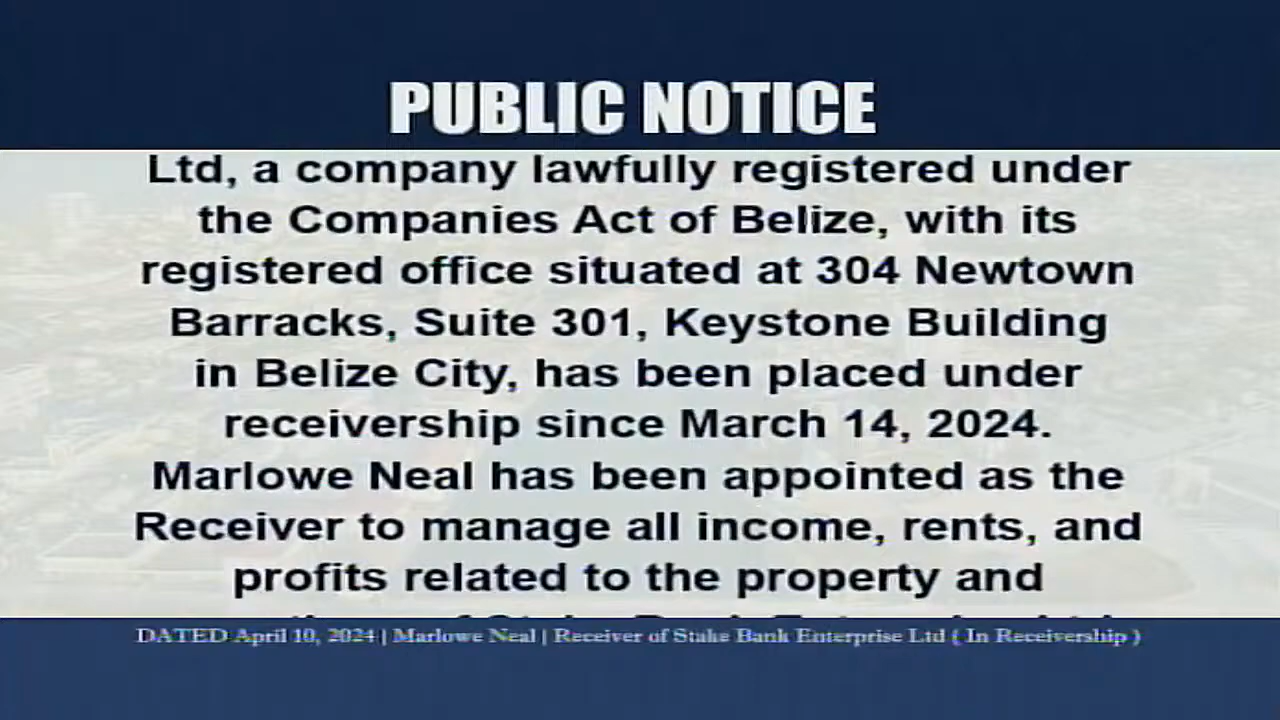 PUBLIC NOTICE
Ltd, a company lawfully registered under
the Companies Act of Belize, with its
registered office situated at 304 Newtown
Barracks, Suite 301, Keystone Building
in Belize City, has been placed under
receivership since March 14, 2024.
Marlowe Neal has been appointed as the
Receiver to manage all income, rents, and
profits related to the property and
DATED April 10, 2024 | Marlowe Neal | Receiver of Stake Bank Enterprise Ltd ( In Receivership )